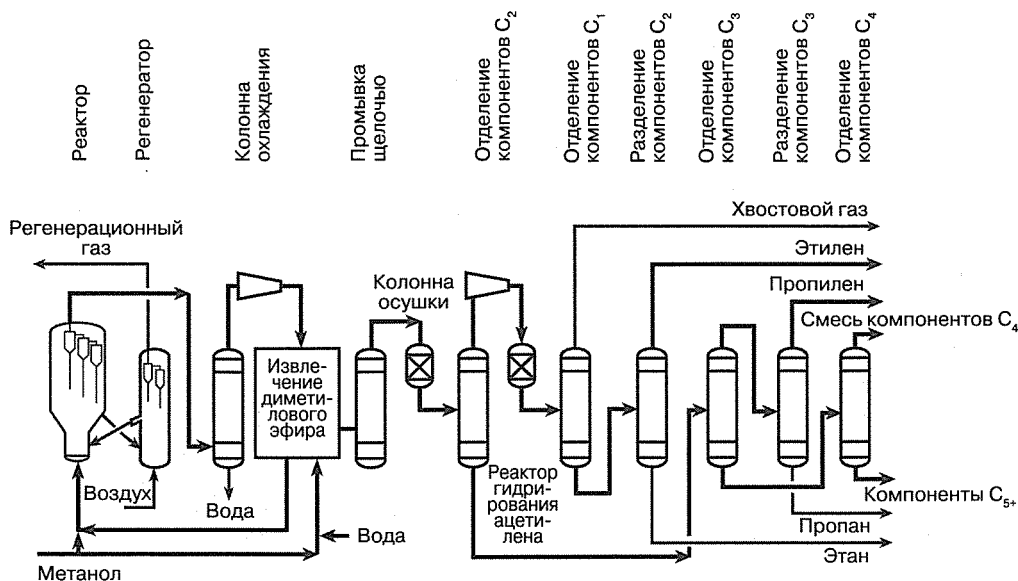 Реактор
Регенератор
Колонна
охлаждения
Промывка
щелочью
Отделение
компонентов C₂
Отделение
компонентов C₁
Разделение
компонентов C₂
Отделение
компонентов C₃
Разделение
компонентов C₃
Отделение
компонентов C₄
Хвостовой газ
Регенерационный
газ
Этилен
Колонна
осушки
Пропилен
Смесь компонентов C₄
Извле-
чение
димети-
лового
эфира
Реактор
гидри-
рования
ацети-
лена
Воздух
Вода
Компоненты C₅₊
Вода
Пропан
Этан
Метанол